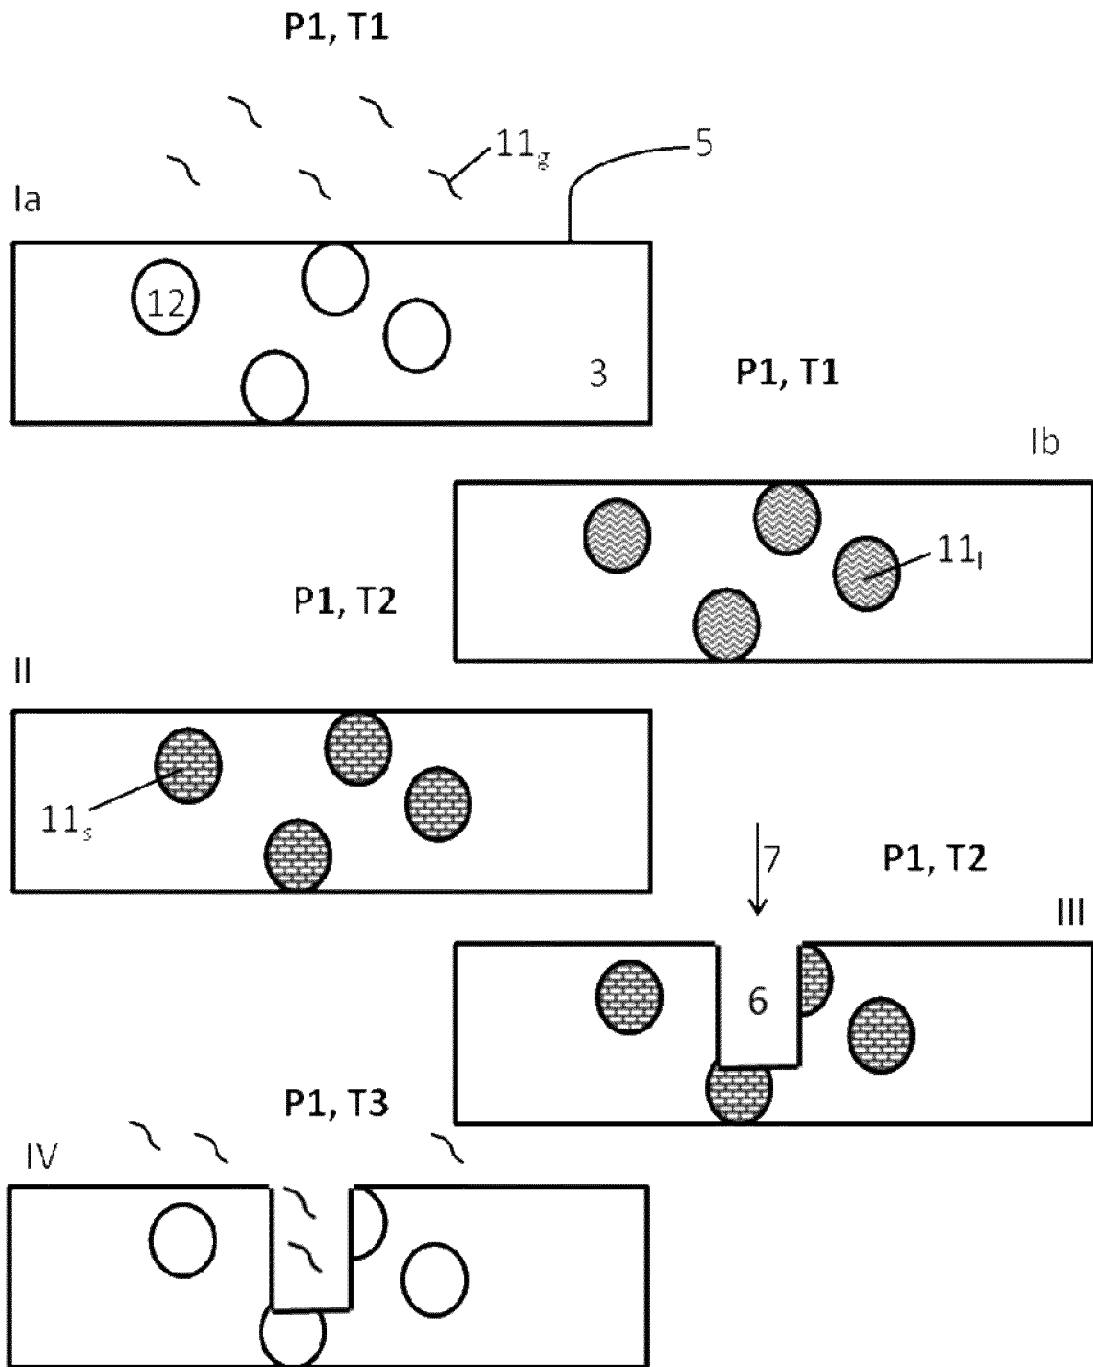 P1, T1
11g
5
Ia
12
3
P1, T1
Ib
11l
P1, T2
II
11s
7
P1, T2
III
6
P1, T3
IV